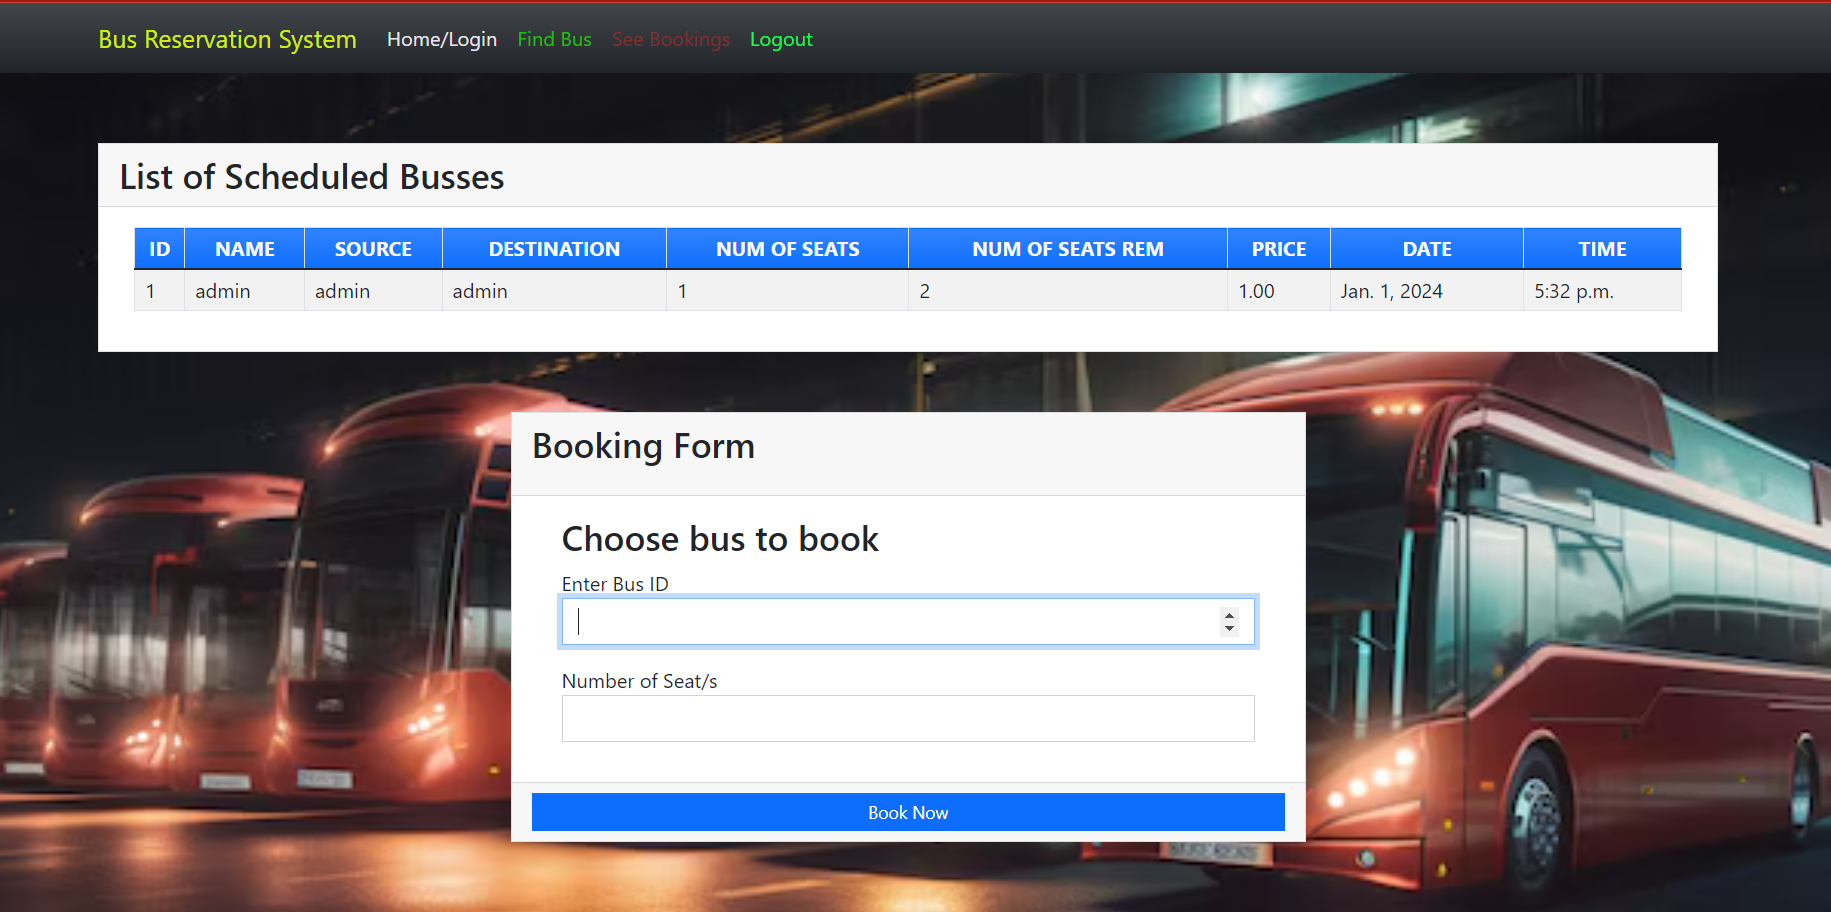 Bus Reservation System Home/Login Find Bus See Bookings Logout
List of Scheduled Busses
ID NAME SOURCE DESTINATION NUM OF SEATS NUM OF SEATS REM PRICE DATE TIME
1 admin admin admin 1 2 1.00 Jan. 1, 2024 5:32 p.m.
Booking Form
Choose bus to book
Enter Bus ID
Number of Seat/s
Book Now